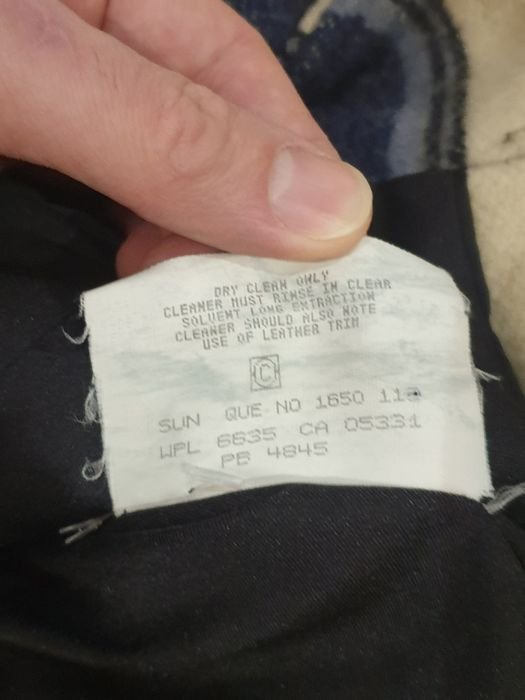 DRY CLEAN ONLY
CLEANER MUST RINSE IN CLEAR
SOLVENT LONG EXTRACTION
CLEANER SHOULD ALSO NOTE
USE OF LEATHER TRIM
C
SUN QUE NO 1650
WPL 6635 CA 05331
PB 4845